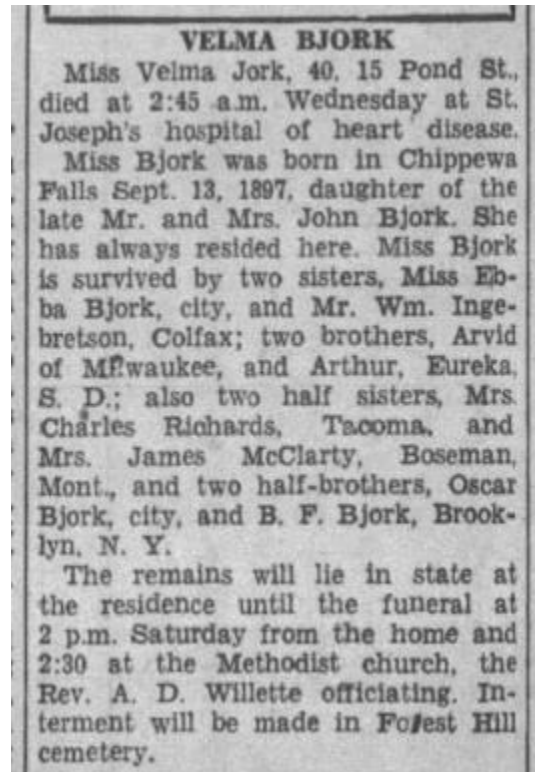 VELMA BJORK
Miss Velma Jork, 40, 15 Pond St.,
died at 2:45 a.m. Wednesday at St.
Joseph's hospital of heart disease.
Miss Bjork was born in Chippewa
Falls Sept. 13, 1897, daughter of the
late Mr. and Mrs. John Bjork. She
has always resided here. Miss Bjork
is survived by two sisters, Miss Eb-
ba Bjork, city, and Mr. Wm. Inge-
bretson, Colfax; two brothers, Arvid
of Milwaukee, and Arthur, Eureka,
S. D.; also two half sisters, Mrs.
Charles Richards, Tacoma, and
Mrs. James McClarty, Boseman,
Mont., and two half-brothers, Oscar
Bjork, city, and B. F. Bjork, Brook-
lyn, N. Y.
The remains will lie in state at
the residence until the funeral at
2 p.m. Saturday from the home and
2:30 at the Methodist church, the
Rev. A. D. Willette officiating. In-
terment will be made in Forest Hill
cemetery.